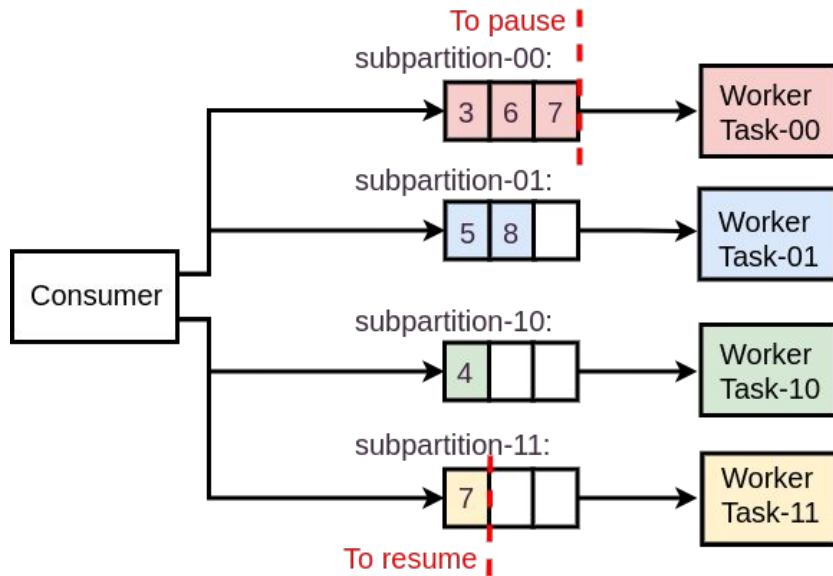 To pause
subpartition-00:
3 6 7
Worker
Task-00
subpartition-01:
5 8
Worker
Task-01
Consumer
subpartition-10:
4
Worker
Task-10
subpartition-11:
7
Worker
Task-11
To resume